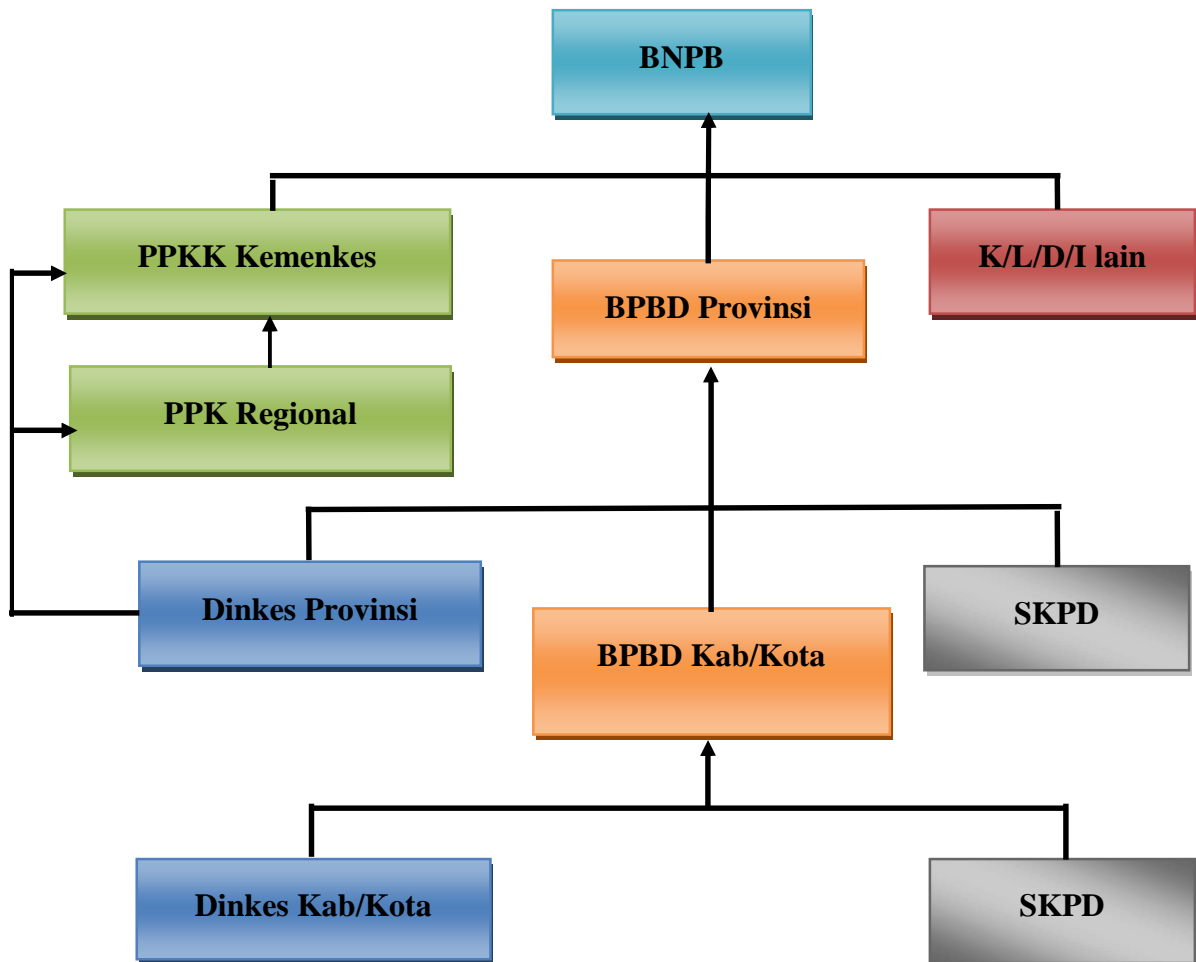 BNPB
PPKK Kemenkes
K/L/D/I lain
BPBD Provinsi
PPK Regional
Dinkes Provinsi
SKPD
BPBD Kab/Kota
Dinkes Kab/Kota
SKPD